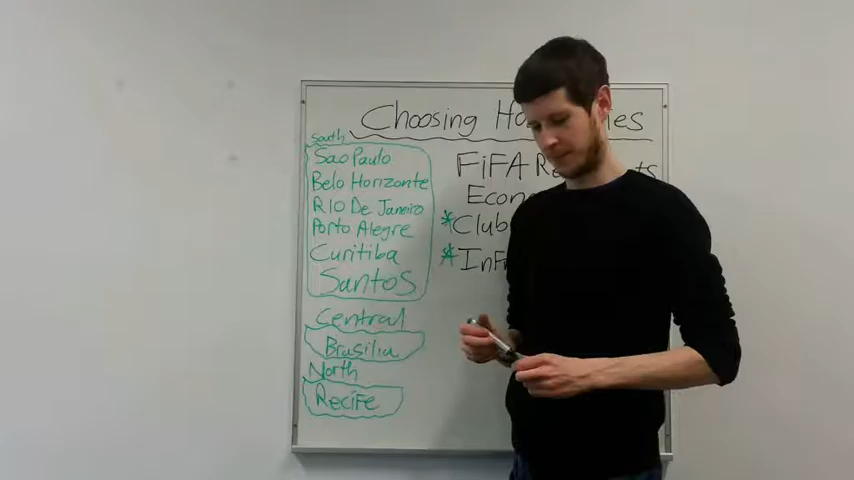 Choosing Ho
South
Sao Paulo
Belo Horizonte
Rio De Janeiro
Porto Alegre
Curitiba
Santos
Central
Brasilia
North
Recife
FiFA
Econ
* Club
* Inf